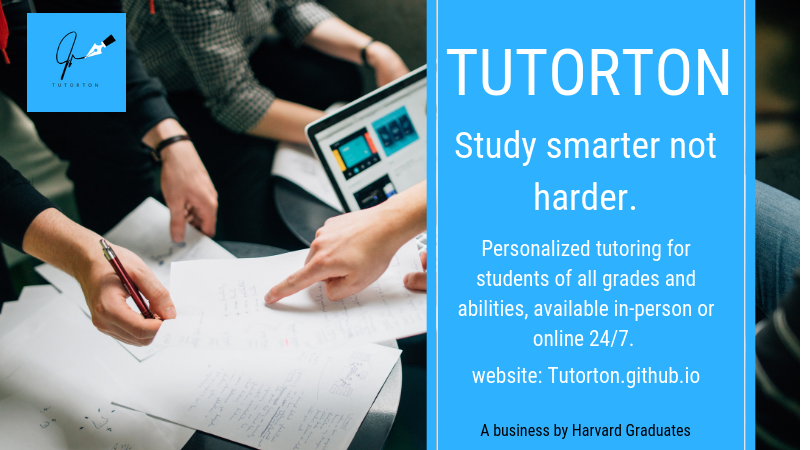 TUTORTON
TUTORTON
Study smarter not
harder.
Personalized tutoring for
students of all grades and
abilities, available in-person or
online 24/7.
website: Tutorton.github.io
A business by Harvard Graduates